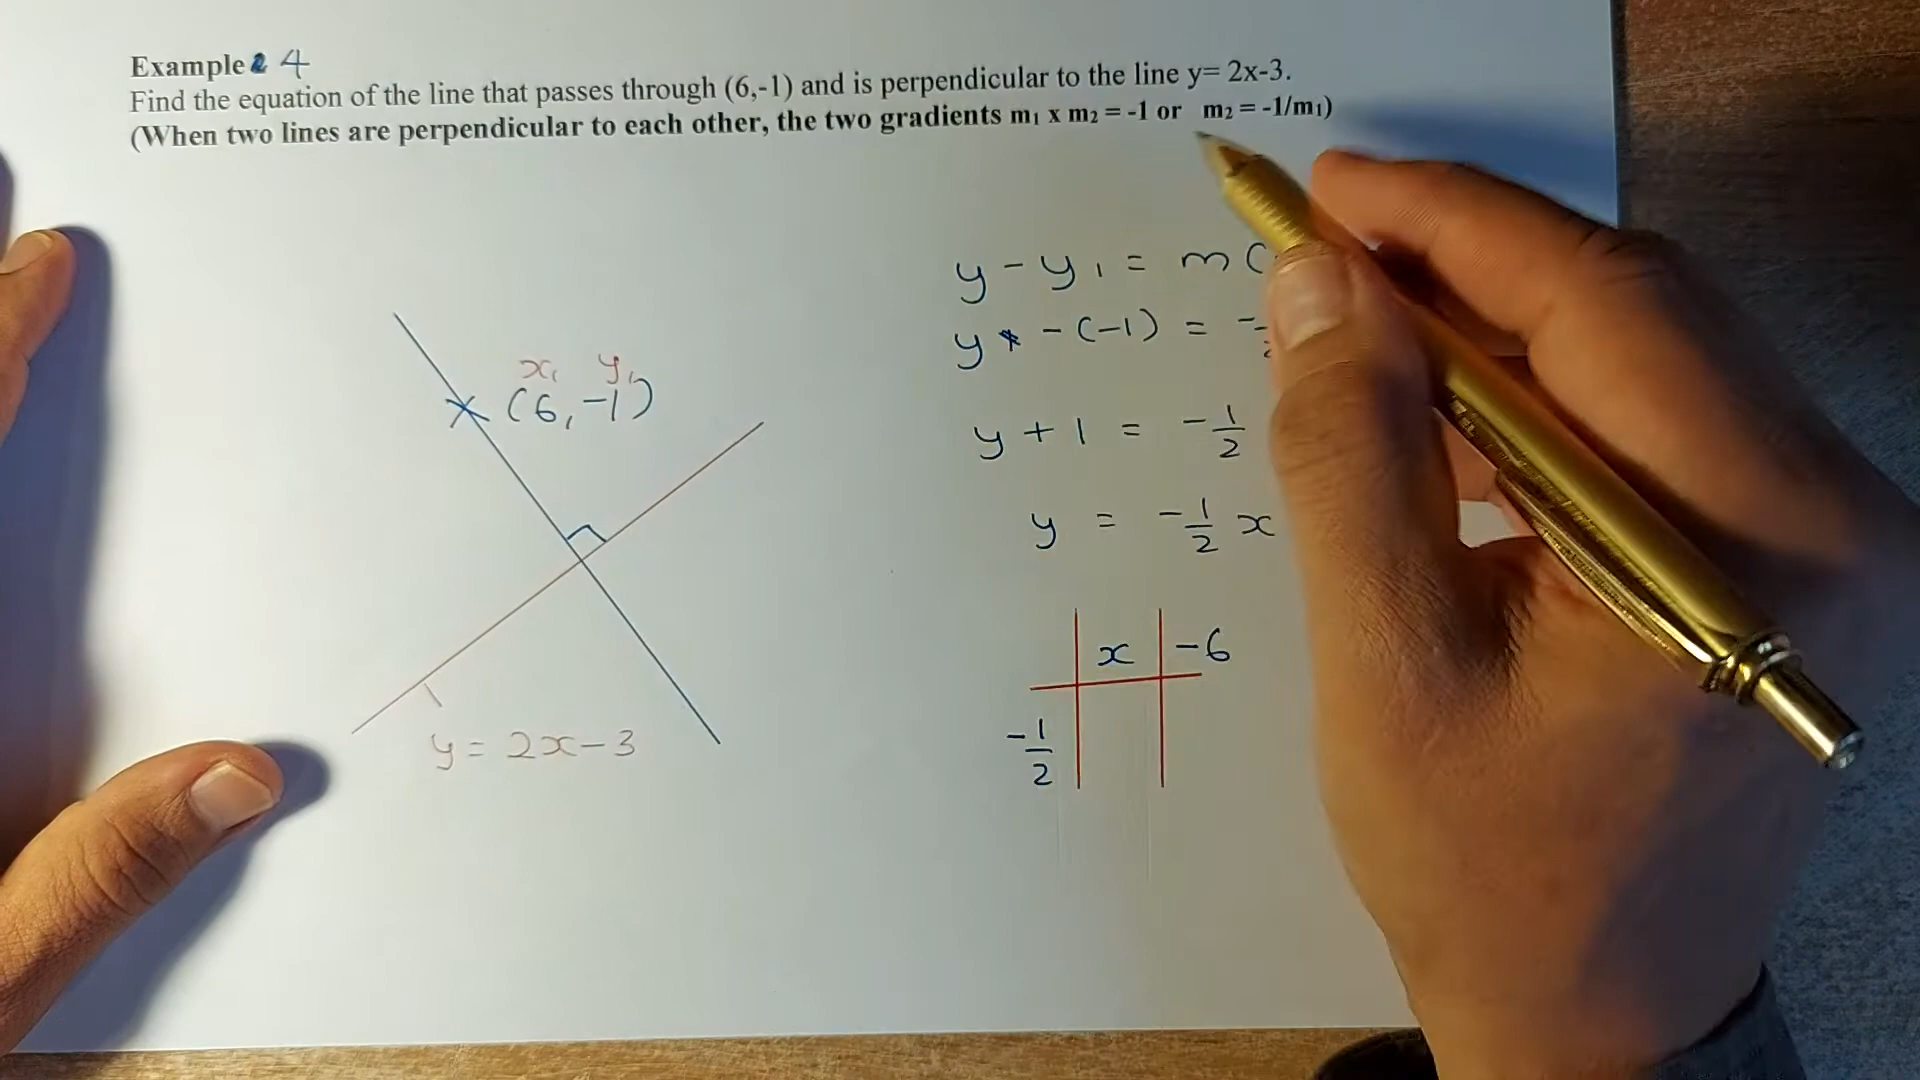 Example 4
Find the equation of the line that passes through (6,-1) and is perpendicular to the line y= 2x-3.
(When two lines are perpendicular to each other, the two gradients m₁ x m₂ = -1 or m₂ = -1/m₁)
x₁ y₁
(6,-1)
y = 2x-3
y - y₁ = m(
y - (-1) = -
y + 1 = -1/2
y = -1/2 x
x -6
-1/2